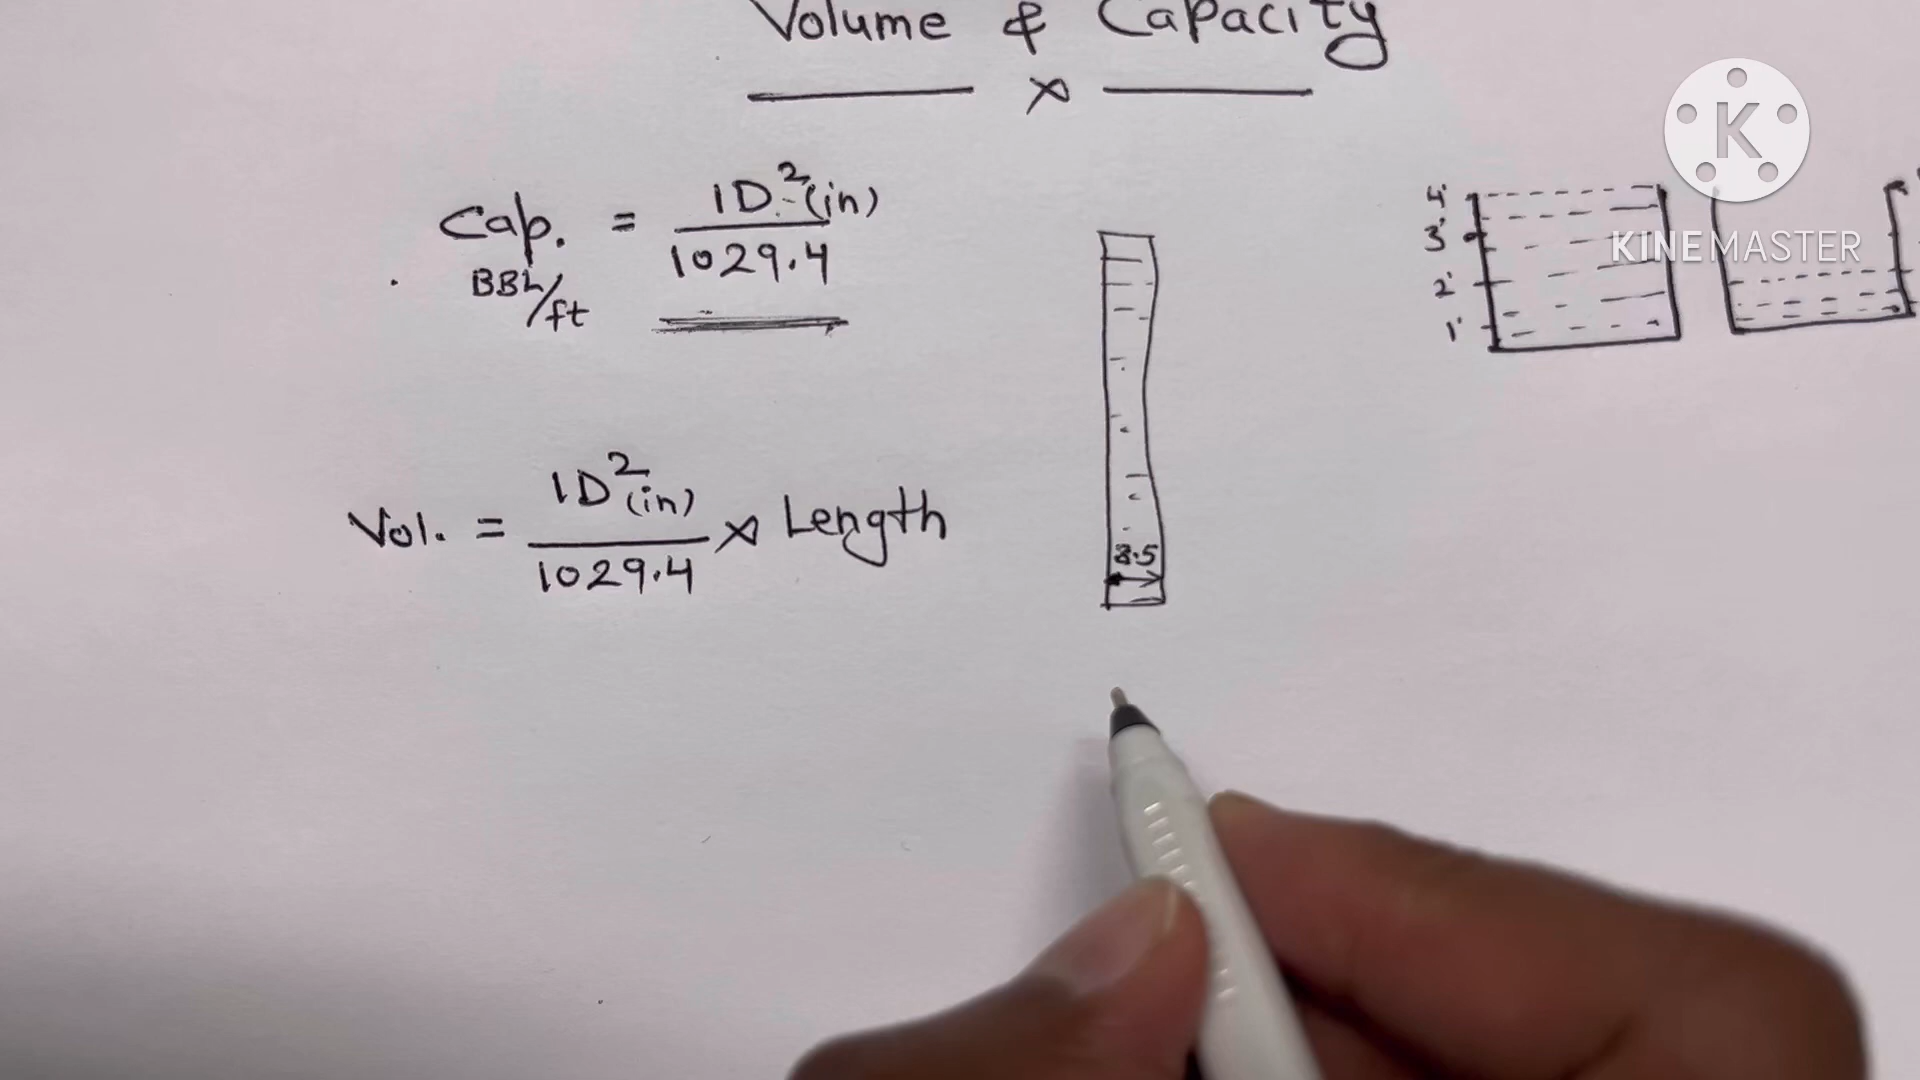 Volume & Capacity
x
Cap. = ID²(in)
1029.4
BBL/ft
Vol. = ID²(in) x Length
1029.4
8.5
4'
3'
2'
1'
K
KINEMASTER